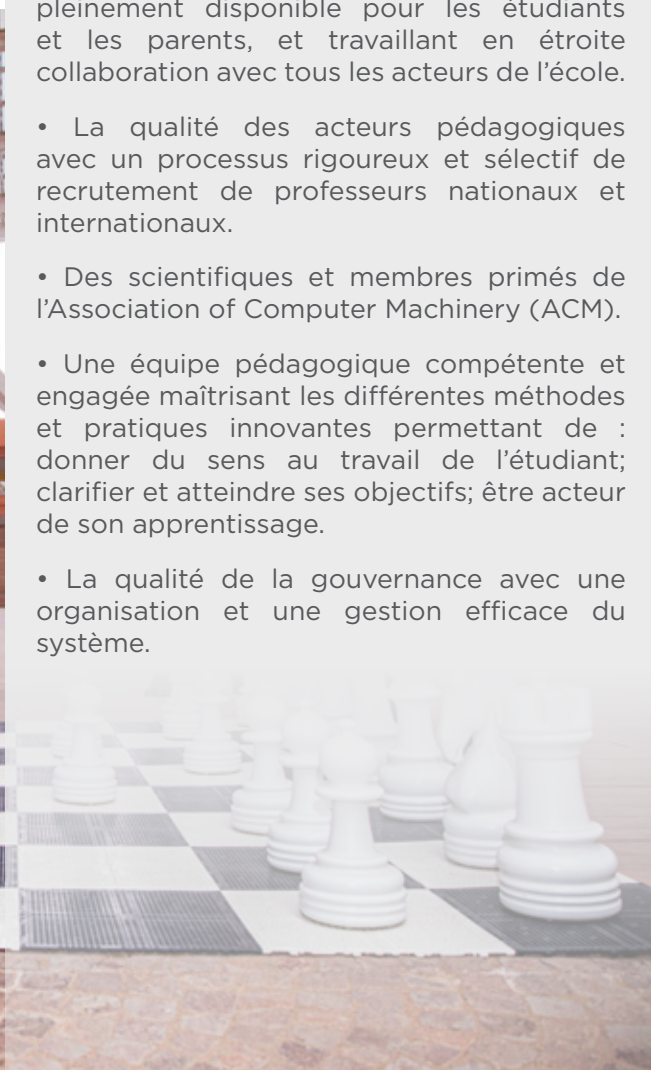 pleinement disponible pour les étudiants
et les parents, et travaillant en étroite
collaboration avec tous les acteurs de l’école.
• La qualité des acteurs pédagogiques
avec un processus rigoureux et sélectif de
recrutement de professeurs nationaux et
internationaux.
• Des scientifiques et membres primés de
l’Association of Computer Machinery (ACM).
• Une équipe pédagogique compétente et
engagée maîtrisant les différentes méthodes
et pratiques innovantes permettant de :
donner du sens au travail de l’étudiant;
clarifier et atteindre ses objectifs; être acteur
de son apprentissage.
• La qualité de la gouvernance avec une
organisation et une gestion efficace du
système.